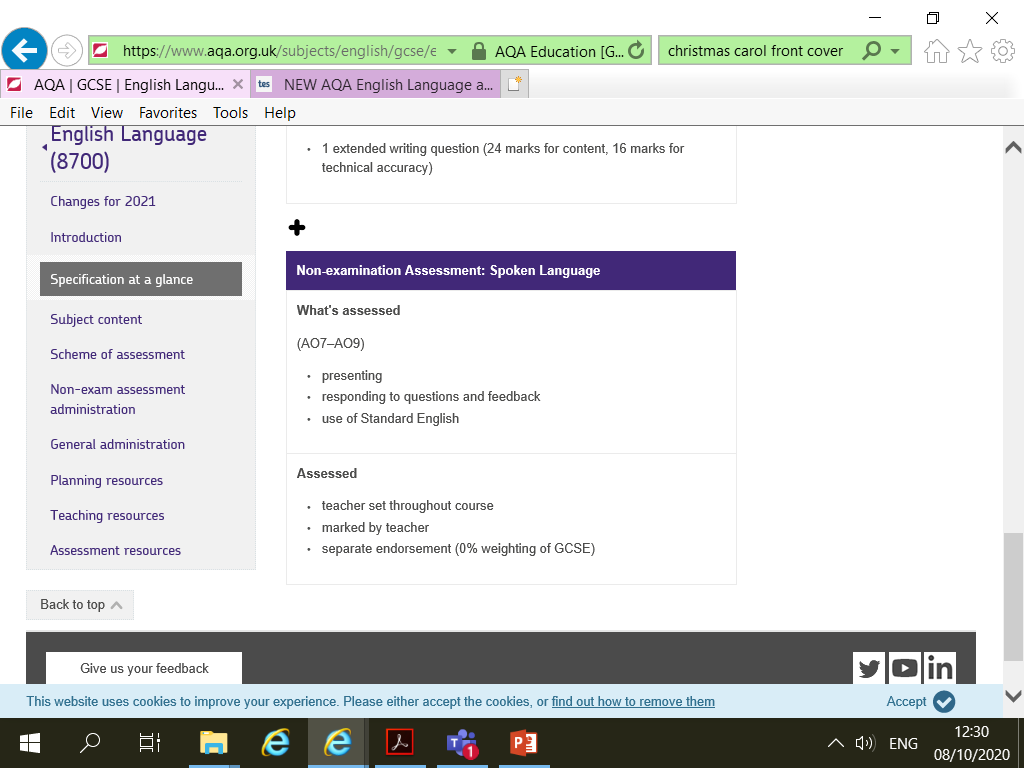 https://www.aqa.org.uk/subjects/english/gcse/e
AQA Education [G...
christmas carol front cover
AQA | GCSE | English Langu...
tes
NEW AQA English Language a...
File Edit View Favorites Tools Help
English Language
(8700)
Changes for 2021
Introduction
Specification at a glance
Subject content
Scheme of assessment
Non-exam assessment
administration
General administration
Planning resources
Teaching resources
Assessment resources
Back to top
• 1 extended writing question (24 marks for content, 16 marks for
technical accuracy)
Non-examination Assessment: Spoken Language
What's assessed
(AO7–AO9)
• presenting
• responding to questions and feedback
• use of Standard English
Assessed
• teacher set throughout course
• marked by teacher
• separate endorsement (0% weighting of GCSE)
Give us your feedback
in
This website uses cookies to improve your experience. Please either accept the cookies, or find out how to remove them
Accept
T
1
P
ENG
12:30
08/10/2020